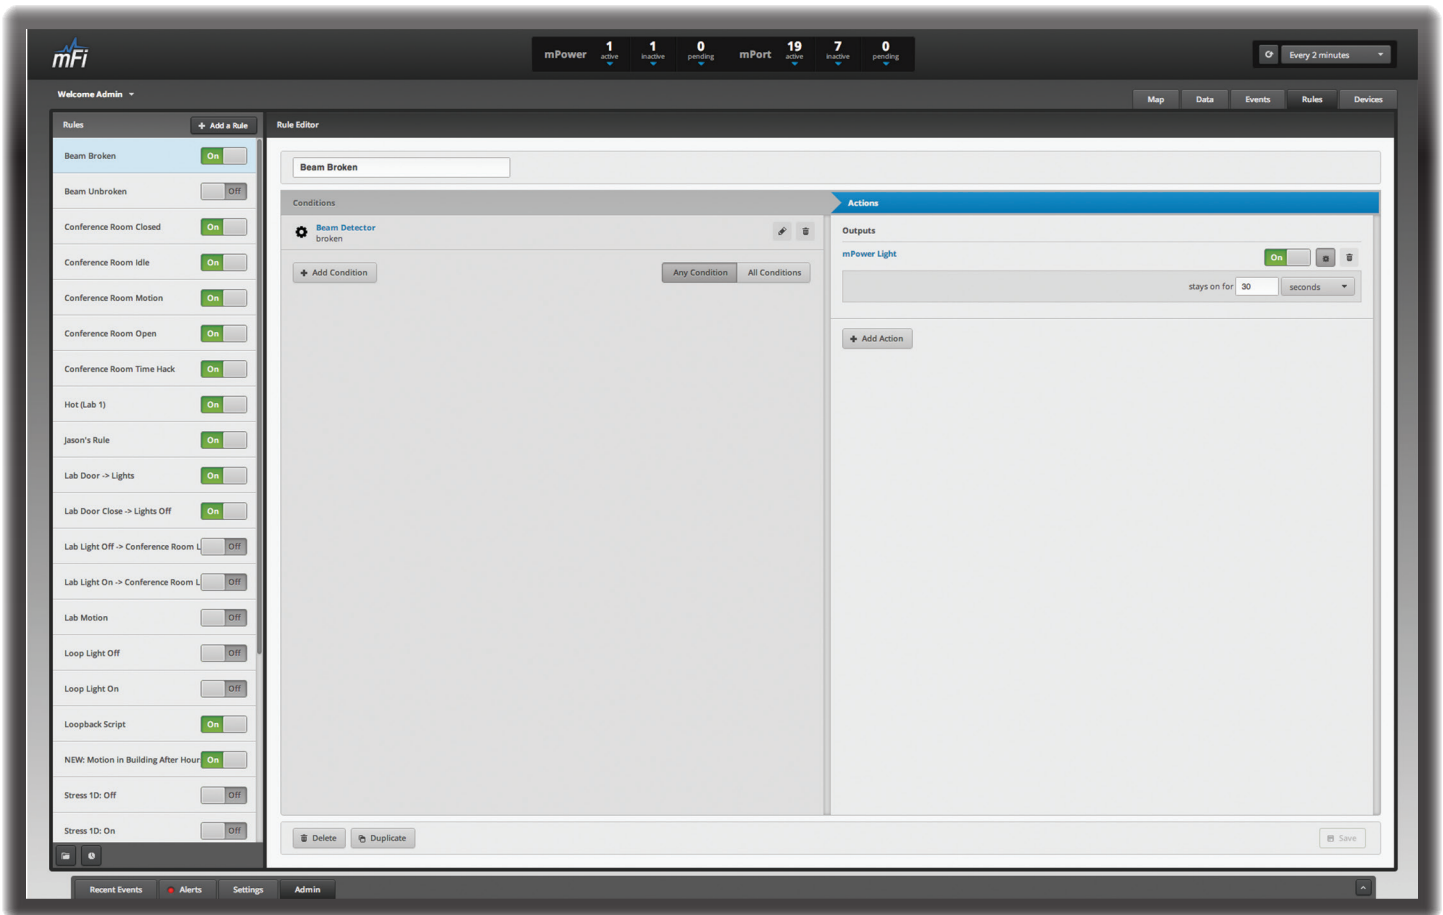 mFi
mPower 1 active 1 inactive 0 pending mPort 19 active 7 inactive 0 pending
Every 2 minutes
Welcome Admin
Map Data Events Rules Devices
Rules + Add a Rule
Rule Editor
Beam Broken On
Beam Unbroken Off
Conference Room Closed On
Conference Room Idle On
Conference Room Motion On
Conference Room Open On
Conference Room Time Hack On
Hot (Lab 1) On
Jason's Rule On
Lab Door -> Lights On
Lab Door Close -> Lights Off On
Lab Light Off -> Conference Room L Off
Lab Light On -> Conference Room L Off
Lab Motion Off
Loop Light Off Off
Loop Light On Off
Loopback Script On
NEW: Motion in Building After Hour On
Stress 1D: Off Off
Stress 1D: On Off
Beam Broken
Conditions
Beam Detector
broken
+ Add Condition
Any Condition All Conditions
Actions
Outputs
mPower Light On
stays on for 30 seconds
+ Add Action
Delete Duplicate Save
Recent Events Alerts Settings Admin